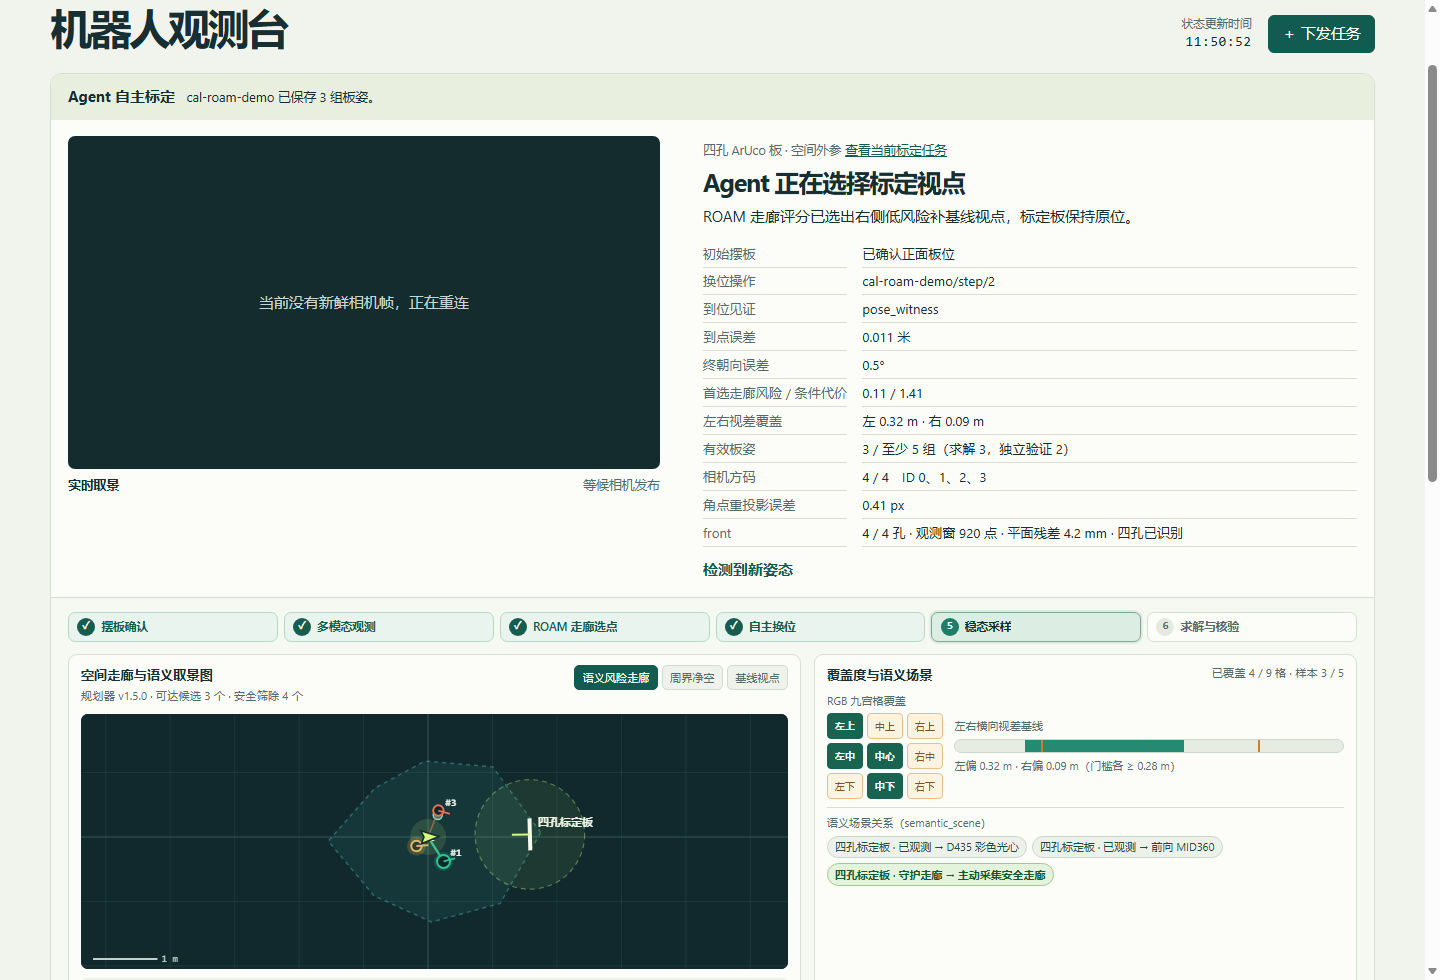 机器人观测台
状态更新时间
11:50:52
+ 下发任务
Agent 自主标定 cal-roam-demo 已保存 3 组板姿。
当前没有新鲜相机帧，正在重连
实时取景
等候相机发布
四孔 ArUco 板 · 空间外参 查看当前标定任务
Agent 正在选择标定视点
ROAM 走廊评分已选出右侧低风险补基线视点，标定板保持原位。
初始摆板 已确认正面板位
换位操作 cal-roam-demo/step/2
到位见证 pose_witness
到点误差 0.011 米
终朝向误差 0.5°
首选走廊风险 / 条件代价 0.11 / 1.41
左右视差覆盖 左 0.32 m · 右 0.09 m
有效板姿 3 / 至少 5 组（求解 3，独立验证 2）
相机方码 4 / 4 ID 0、1、2、3
角点重投影误差 0.41 px
front 4 / 4 孔 · 观测窗 920 点 · 平面残差 4.2 mm · 四孔已识别
检测到新姿态
✓ 摆板确认
✓ 多模态观测
✓ ROAM 走廊选点
✓ 自主换位
5 稳态采样
6 求解与核验
空间走廊与语义取景图
规划器 v1.5.0 · 可达候选 3 个 · 安全筛除 4 个
语义风险走廊
周界净空
基线视点
#3
四孔标定板
#1
1 m
覆盖度与语义场景
已覆盖 4 / 9 格 · 样本 3 / 5
RGB 九宫格覆盖
左上 中上 右上
左中 中心 右中
左下 中下 右下
左右横向视差基线
左偏 0.32 m · 右偏 0.09 m（门槛各 ≥ 0.28 m）
语义场景关系（semantic_scene）
四孔标定板 · 已观测 → D435 彩色光心
四孔标定板 · 已观测 → 前向 MID360
四孔标定板 · 守护走廊 → 主动采集安全走廊